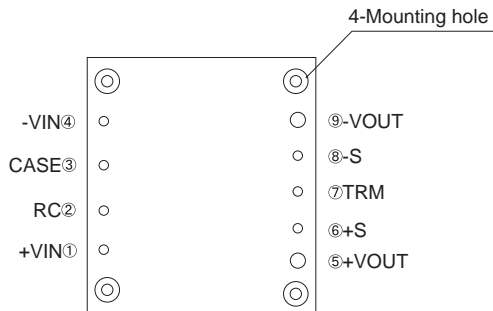 4-Mounting hole
-VIN④
CASE③
RC②
+VIN①
⑨-VOUT
⑧-S
⑦TRM
⑥+S
⑤+VOUT